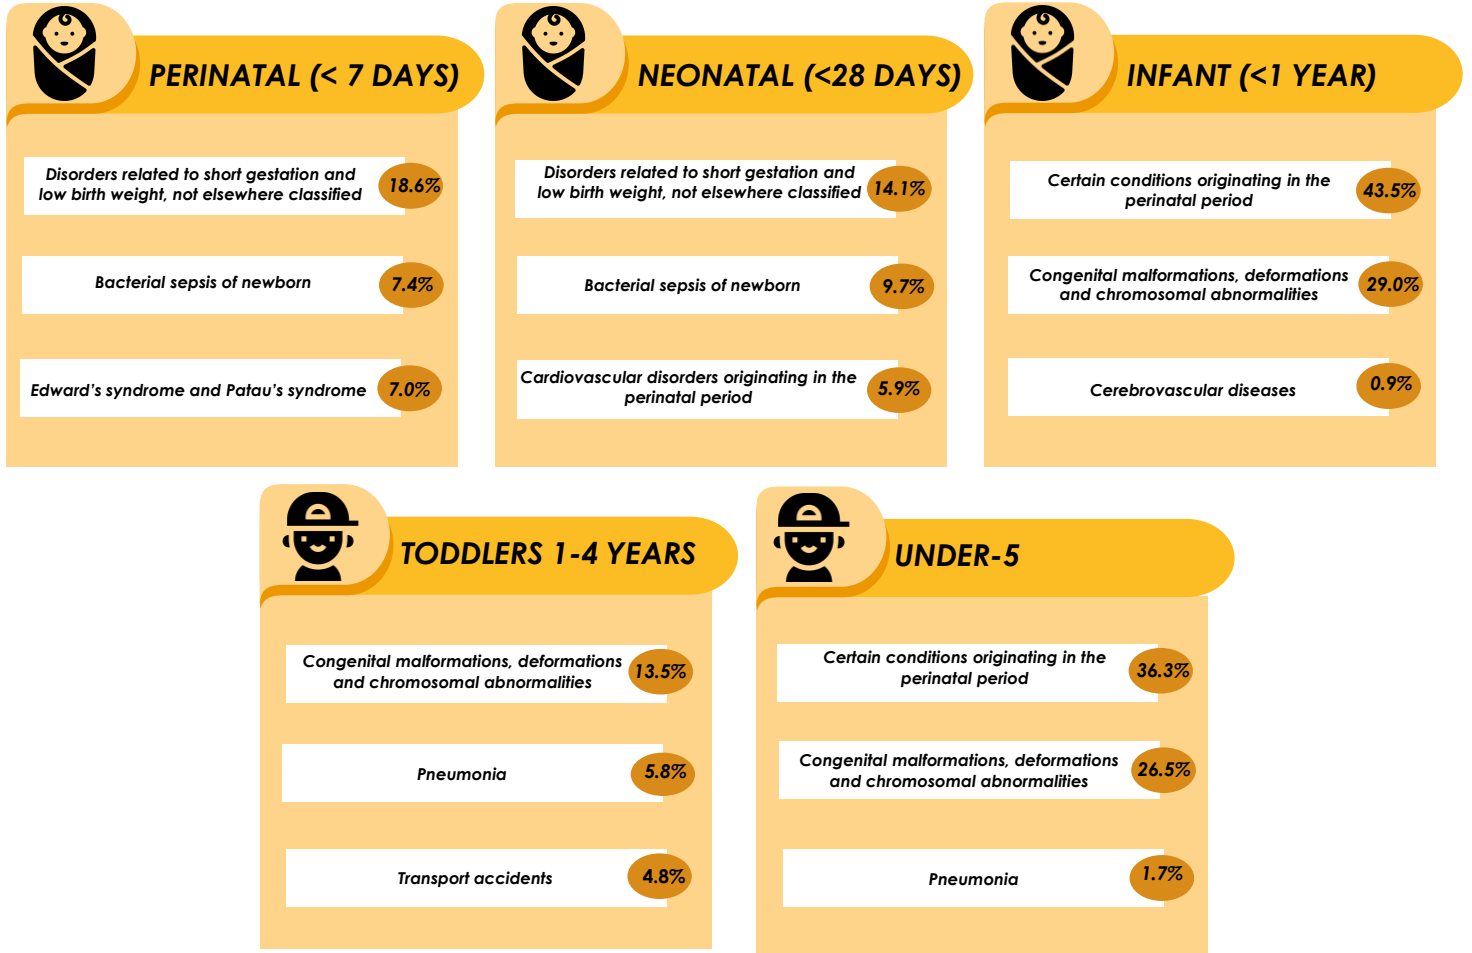 PERINATAL (< 7 DAYS)
Disorders related to short gestation and
low birth weight, not elsewhere classified
18.6%
Bacterial sepsis of newborn
7.4%
Edward's syndrome and Patau's syndrome
7.0%
NEONATAL (<28 DAYS)
Disorders related to short gestation and
low birth weight, not elsewhere classified
14.1%
Bacterial sepsis of newborn
9.7%
Cardiovascular disorders originating in the
perinatal period
5.9%
INFANT (<1 YEAR)
Certain conditions originating in the
perinatal period
43.5%
Congenital malformations, deformations
and chromosomal abnormalities
29.0%
Cerebrovascular diseases
0.9%
TODDLERS 1-4 YEARS
Congenital malformations, deformations
and chromosomal abnormalities
13.5%
Pneumonia
5.8%
Transport accidents
4.8%
UNDER-5
Certain conditions originating in the
perinatal period
36.3%
Congenital malformations, deformations
and chromosomal abnormalities
26.5%
Pneumonia
1.7%